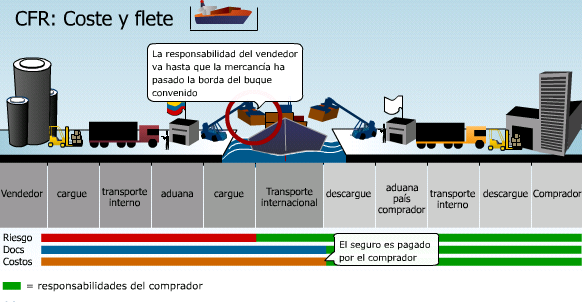 CFR: Coste y flete
La responsabilidad del vendedor
va hasta que la mercancía ha
pasado la borda del buque
convenido
Vendedor
cargue
transporte
interno
aduana
cargue
Transporte
internacional
descargue
aduana
país
comprador
transporte
interno
descargue
Comprador
Riesgo
Docs
Costos
El seguro es pagado
por el comprador
= responsabilidades del comprador